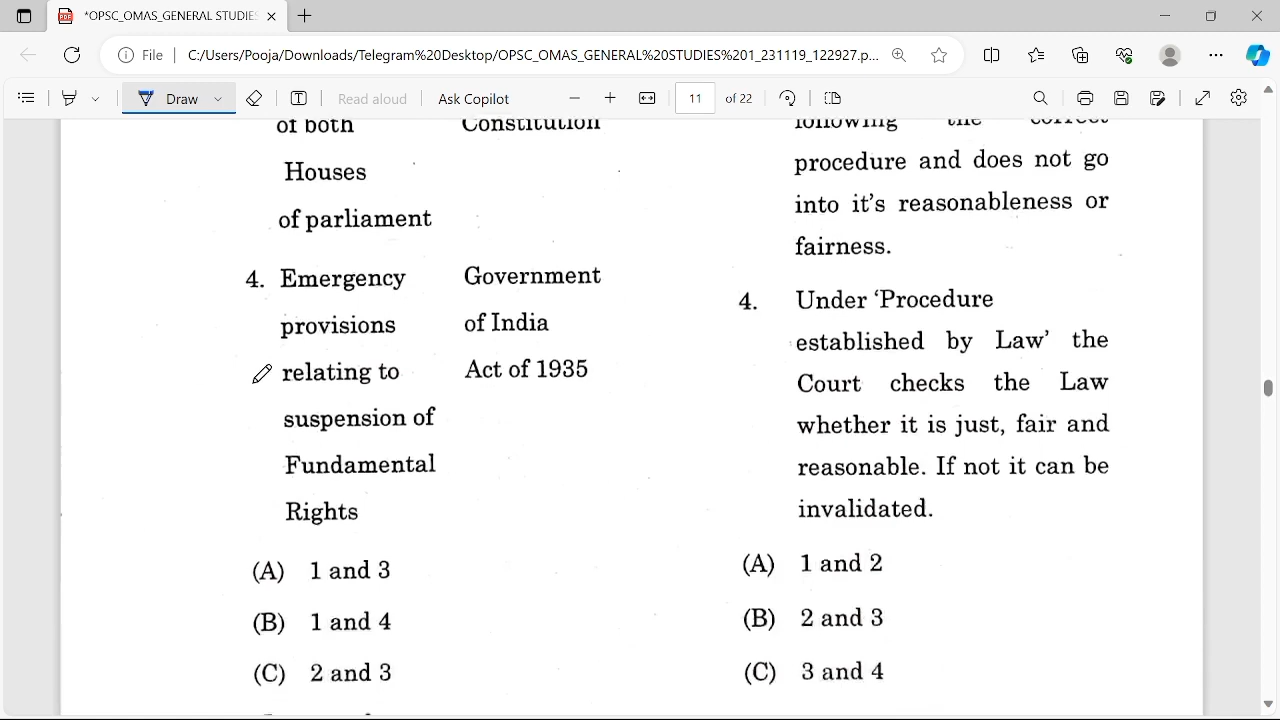 *OPSC_OMAS_GENERAL STUDIES
File
C:/Users/Pooja/Downloads/Telegram%20Desktop/OPSC_OMAS_GENERAL%20STUDIES%201_231119_122927.p...
Draw
Read aloud
Ask Copilot
11 of 22
of both Constitution
Houses
of parliament
4. Emergency Government
provisions of India
relating to Act of 1935
suspension of
Fundamental
Rights
(A) 1 and 3
(B) 1 and 4
(C) 2 and 3
following the correct
procedure and does not go
into it's reasonableness or
fairness.
4. Under 'Procedure
established by Law' the
Court checks the Law
whether it is just, fair and
reasonable. If not it can be
invalidated.
(A) 1 and 2
(B) 2 and 3
(C) 3 and 4